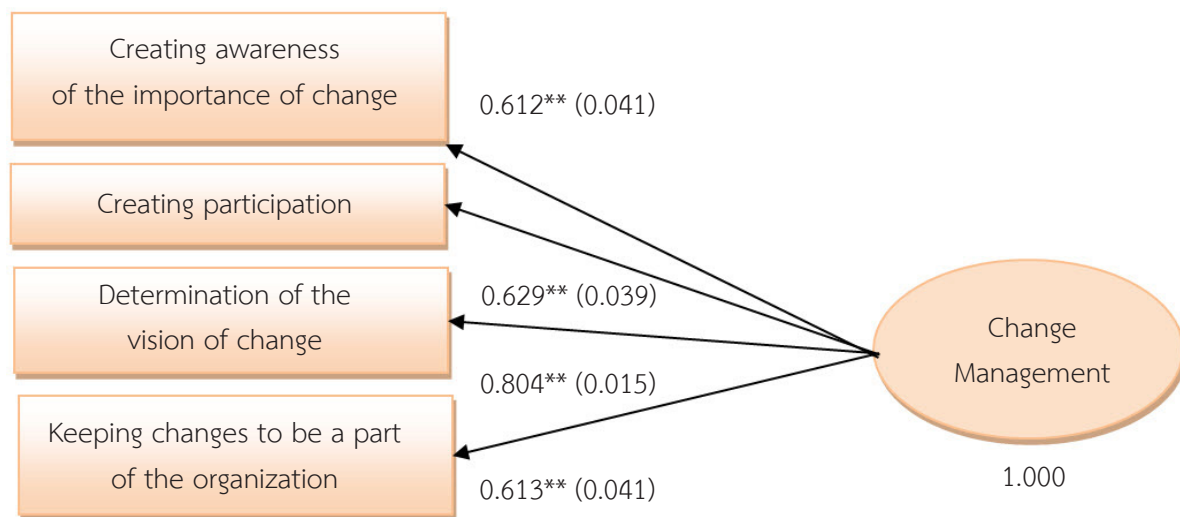 Creating awareness
of the importance of change
0.612** (0.041)
Creating participation
Determination of the
vision of change
0.629** (0.039)
0.804** (0.015)
Keeping changes to be a part
of the organization
0.613** (0.041)
Change
Management
1.000